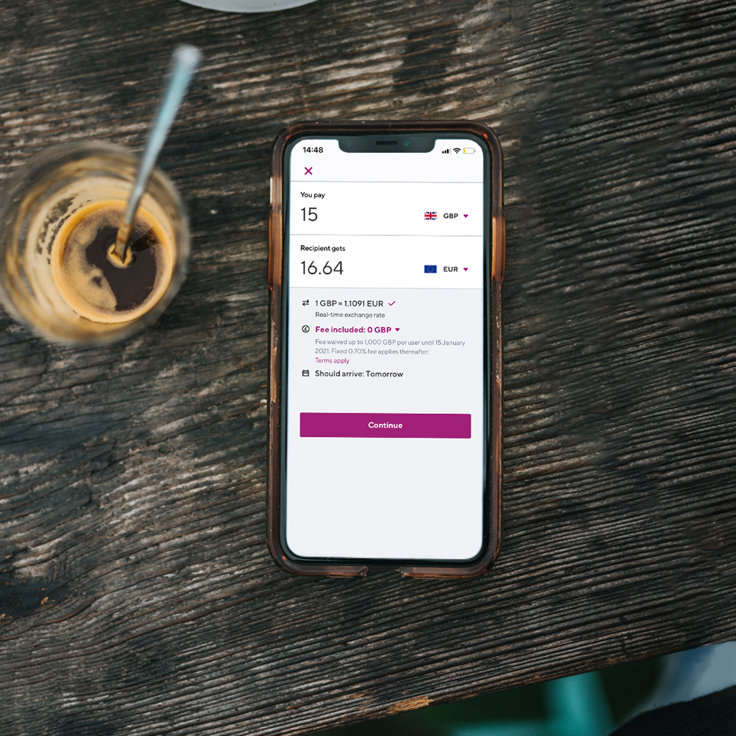 14:48
You pay
15
GBP
Recipient gets
16.64
EUR
1 GBP = 1.1091 EUR
Real-time exchange rate
Fee included: 0 GBP
Fee waived up to 1,000 GBP per user until 15 January
2021. Fixed 0.70% fee applies thereafter.
Terms apply
Should arrive: Tomorrow
Continue